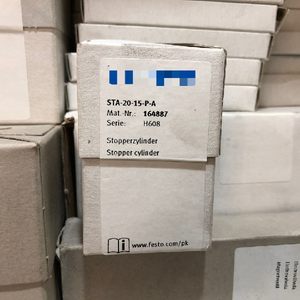 STA-20-15-P-A
Mat.-Nr.: 164887
Serie: H608
Stopperzylinder
Stopper cylinder
www.festo.com/pk